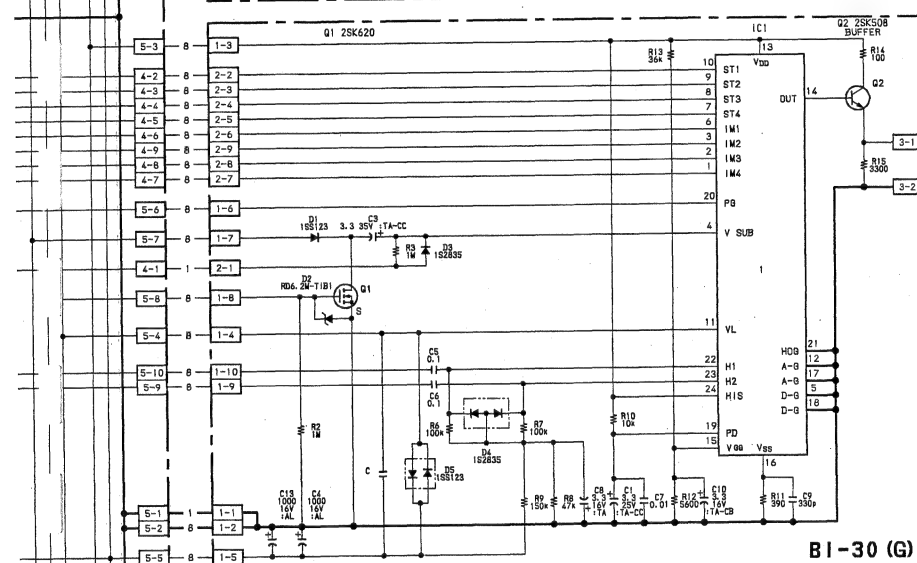 Q1 2SK620
IC1
Q2 2SK508
BUFFER
5-3 8 1-3
R13
36k
13
VDD
R14
100
4-2 8 2-2
10 ST1
4-3 8 2-3
9 ST2
Q2
4-4 8 2-4
8 ST3
OUT 14
4-5 8 2-5
7 ST4
4-6 8 2-6
6 IM1
4-9 8 2-9
3 IM2
3-1
4-8 8 2-8
2 IM3
4-7 8 2-7
1 IM4
R15
3300
3-2
5-6 8 1-6
20 PG
D1
1SS123
C3
3.3 35V :TA-CC
5-7 8 1-7
4 V SUB
R3
1M
D3
1S2835
4-1 1 2-1
1
D2
RD6.2M-T1B1
Q1
5-8 8 1-8
S
5-4 8 1-4
11 VL
C5
0.1
HOG 21
5-10 8 1-10
22 H1
A-G 12
5-9 8 1-9
23 H2
A-G 17
C6
0.1
24 HIS
D-G 5
D-G 18
R2
1M
R6
100k
R7
100k
R10
10k
19 PD
15 VGG
VSS
16
D4
1S2835
C
D5
1SS123
C13
1000
16V
:AL
C4
1000
16V
:AL
R9
150k
R8
47k
C8
3.3
16V
:TA
C1
3.3
25V
:TA-CC
C7
0.01
R12
5600
C10
3.3
16V
:TA-CB
R11
390
C9
330p
5-1 1 1-1
5-2 8 1-2
5-5 8 1-5
BI-30 (G)